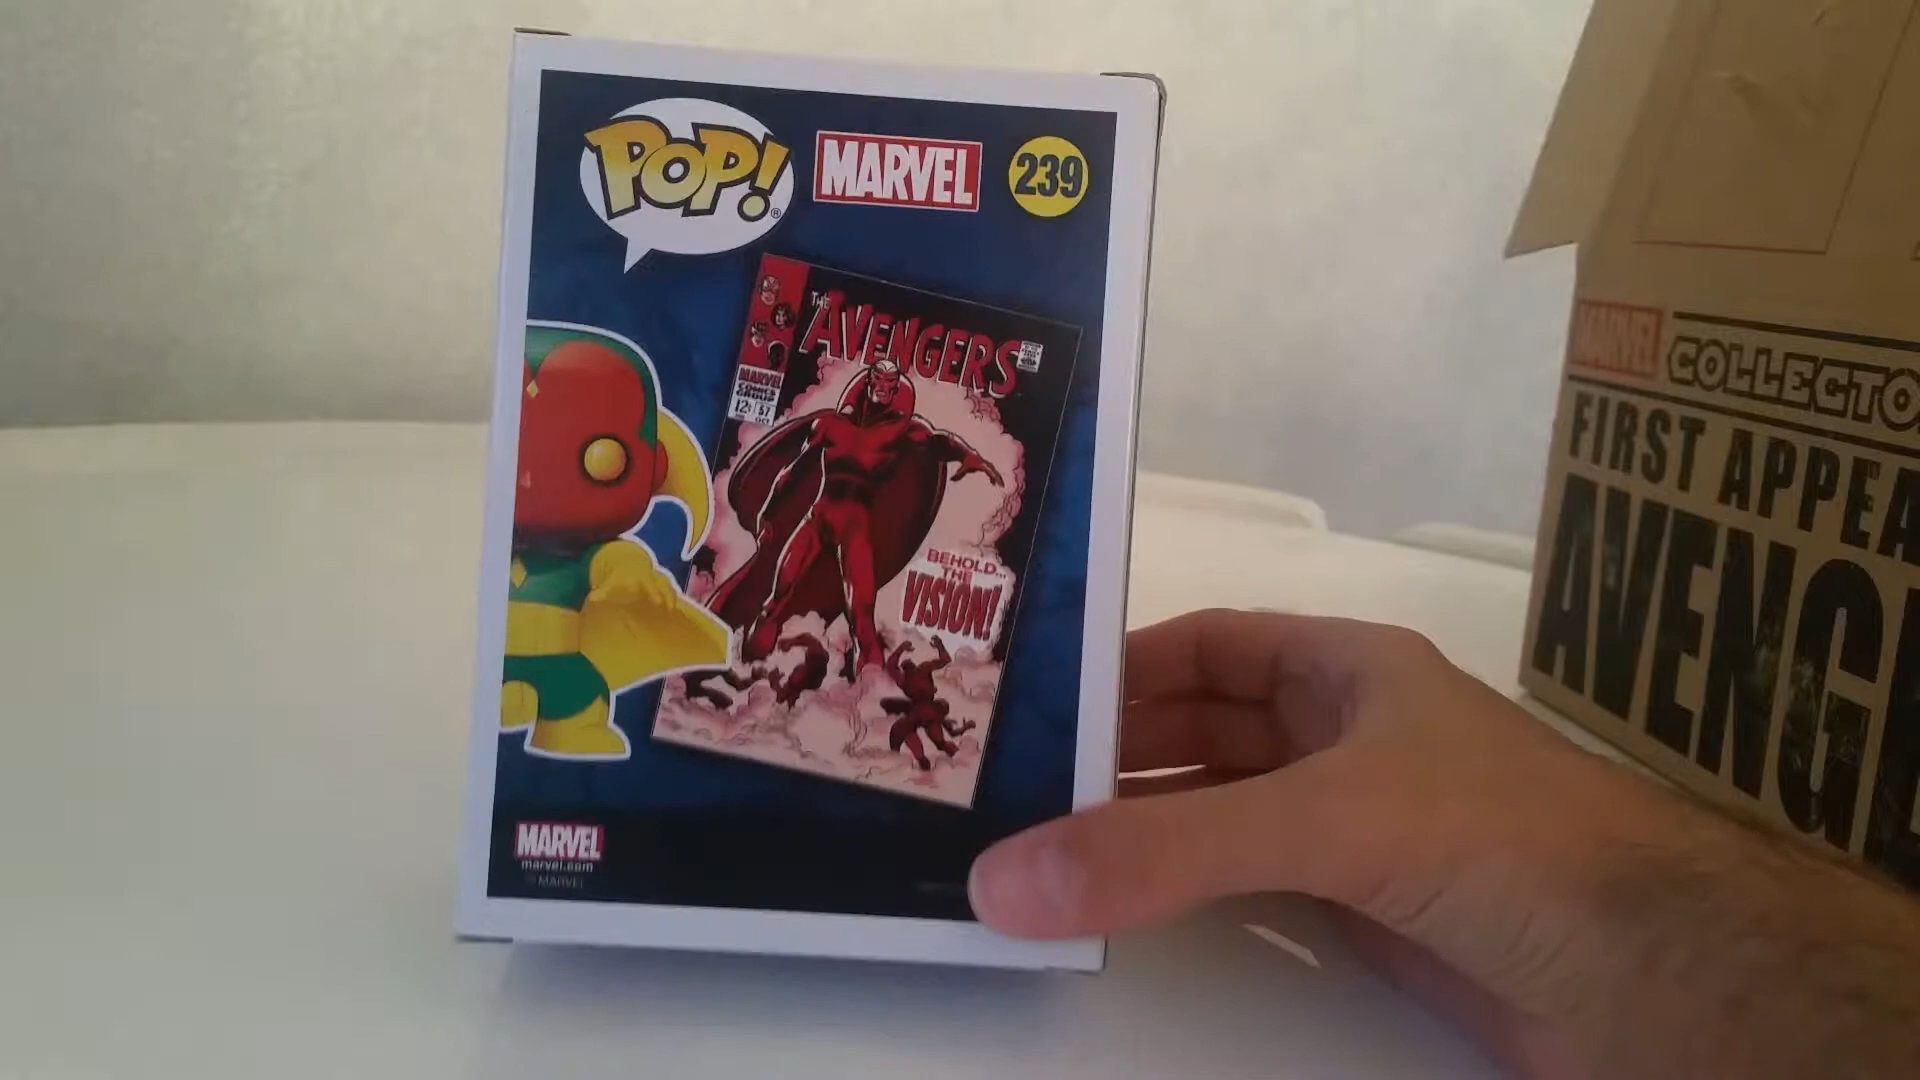 POP!®
MARVEL
239
THE
AVENGERS
MARVEL
COMICS
GROUP
12¢
57
OCT
BEHOLD...
THE
VISION!
MARVEL
marvel.com
© MARVEL
MARVEL
COLLECTO
FIRST APPEA
AVENG